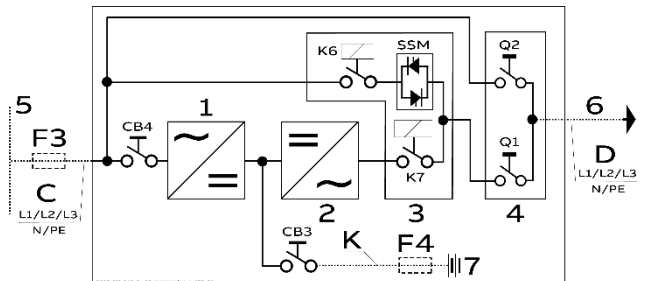 K6
SSM
Q2
5
1
6
F3
CB4
Q1
D
C
K7
L1/L2/L3
N/PE
L1/L2/L3
N/PE
2
3
4
CB3
K
F4
7